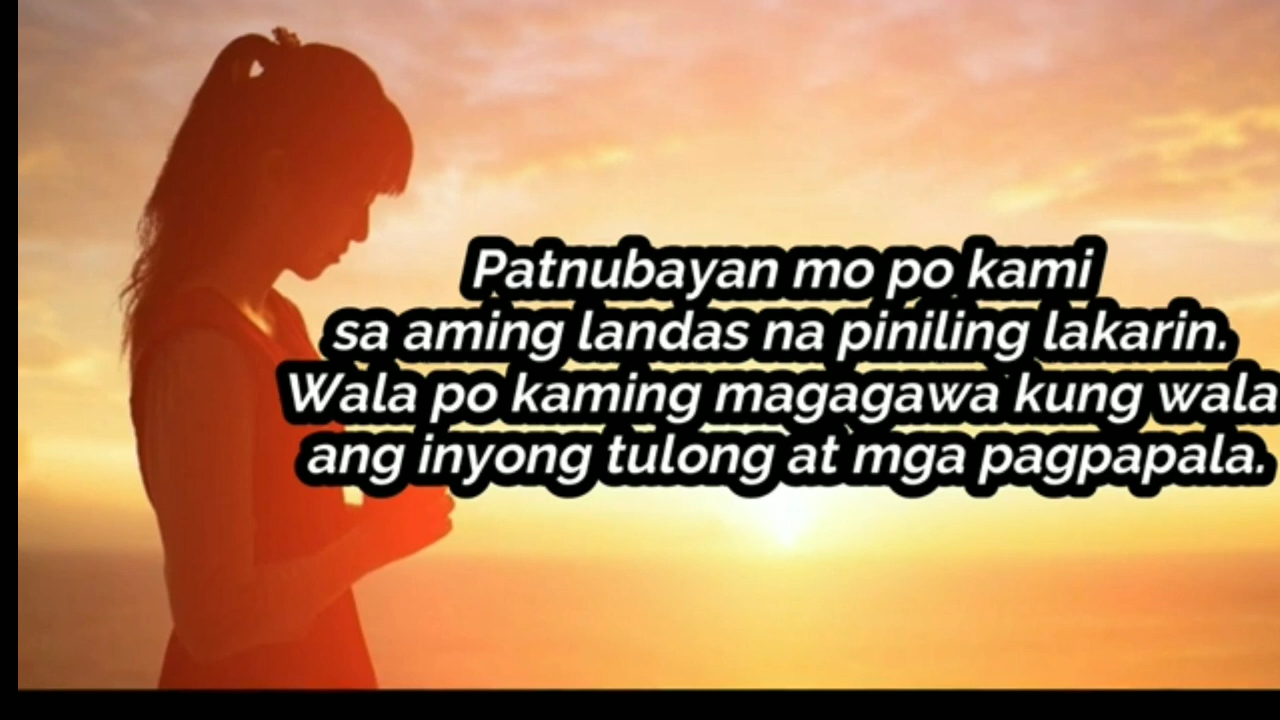 Patnubayan mo po kami
sa aming landas na piniling lakarin.
Wala po kaming magagawa kung wala
ang inyong tulong at mga pagpapala.